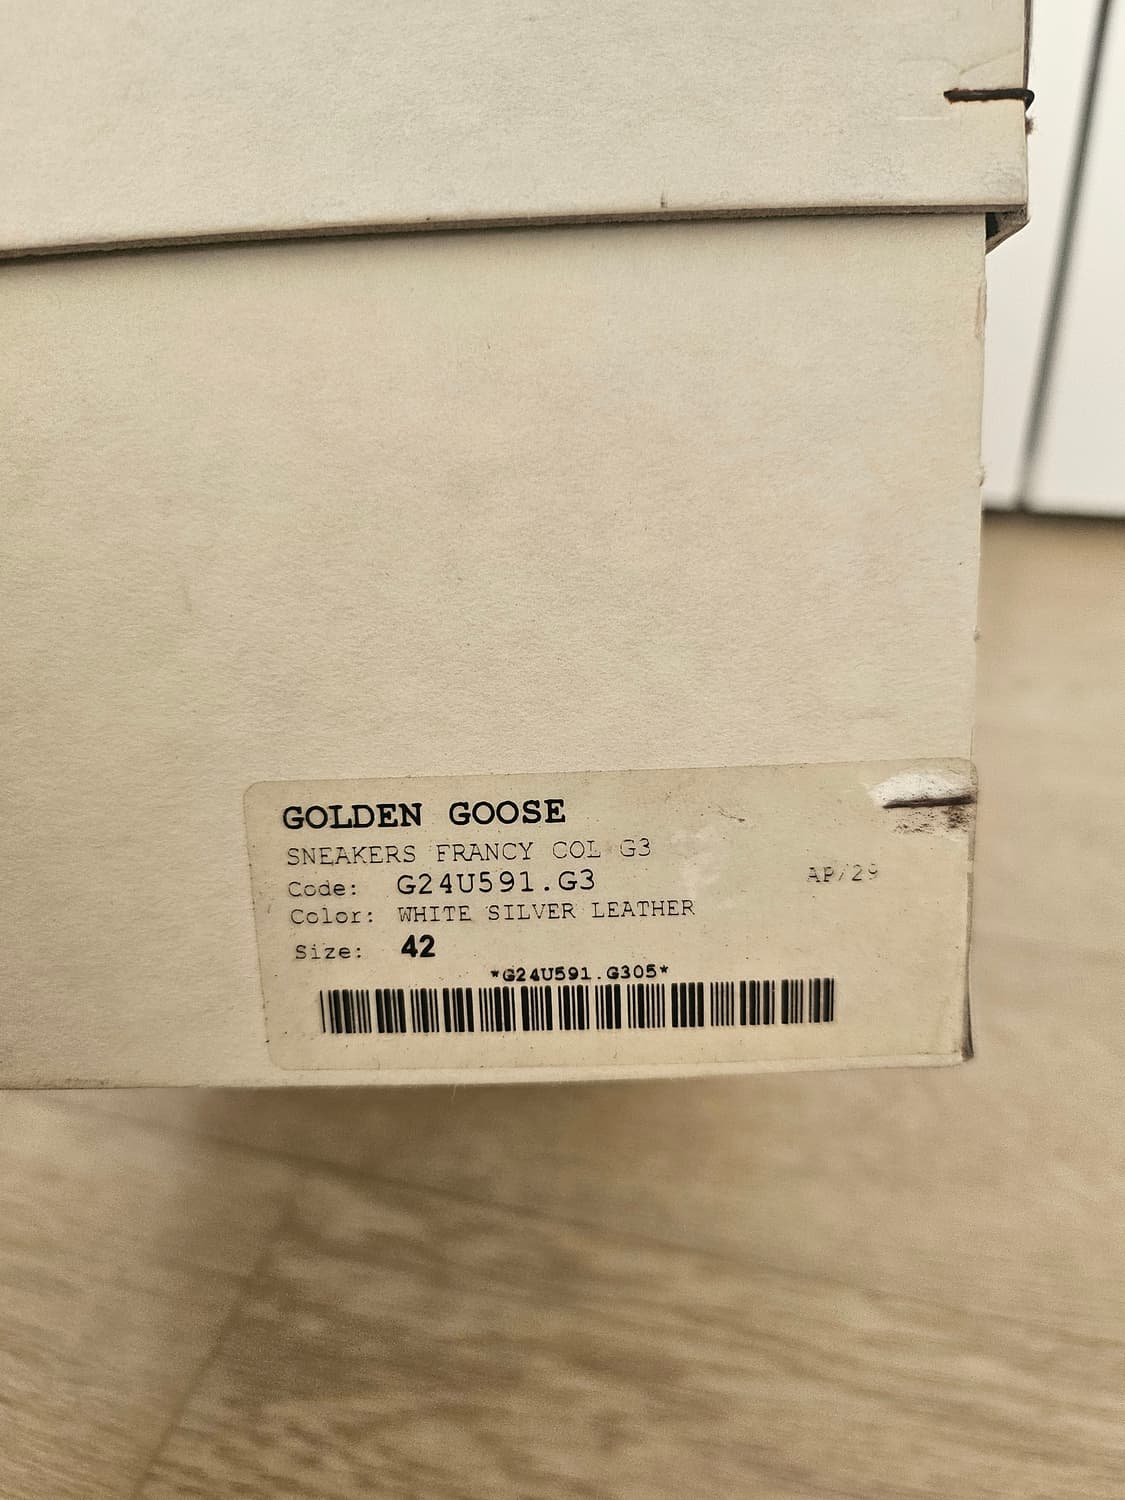 GOLDEN GOOSE
SNEAKERS FRANCY COL G3
Code: G24U591.G3
AP/29
Color: WHITE SILVER LEATHER
Size: 42
*G24U591.G305*